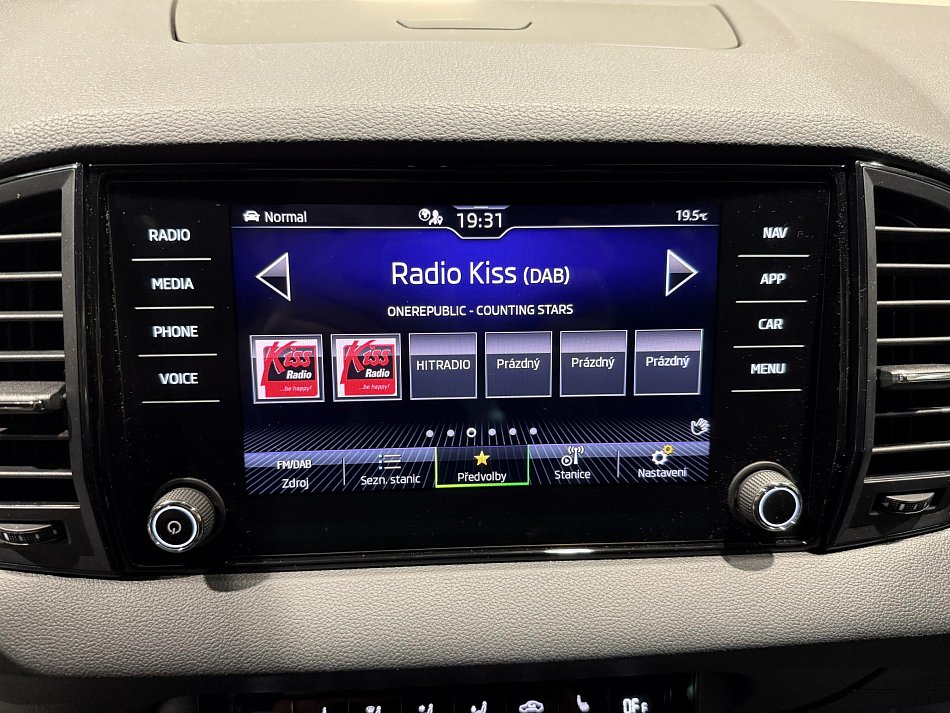 Normal 19:31 19.5°C
RADIO
MEDIA
PHONE
VOICE
Radio Kiss (DAB)
ONEREPUBLIC - COUNTING STARS
Kiss
Radio
...be happy!
Kiss
Radio
...be happy!
HITRADIO
Prázdný
Prázdný
Prázdný
FM/DAB
Zdroj
Sezn. stanic
Předvolby
Stanice
Nastavení
NAV
APP
CAR
MENU
OFF